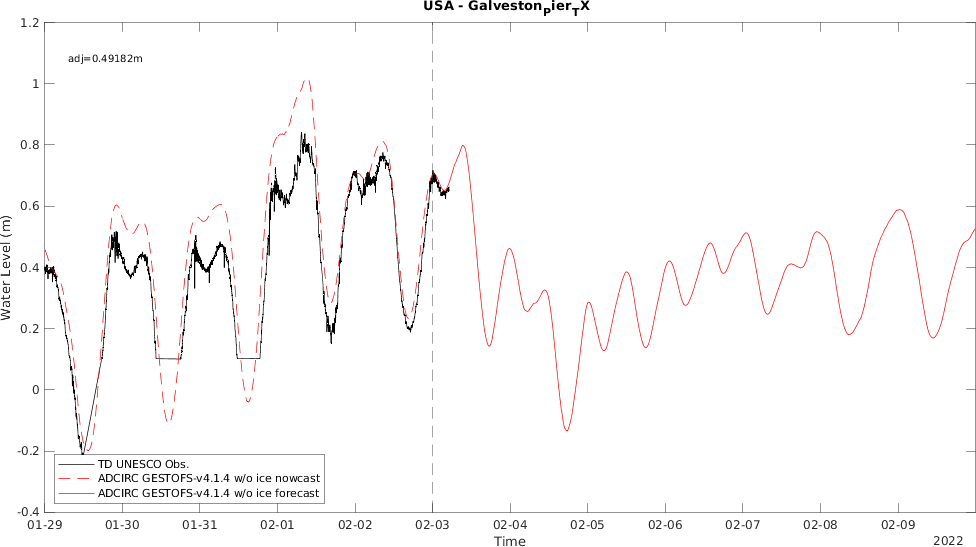 USA - GalvestonPierTX
1.2
adj=0.49182m
1
0.8
0.6
0.4
0.2
0
-0.2
-0.4
Water Level (m)
TD UNESCO Obs.
ADCIRC GESTOFS-v4.1.4 w/o ice nowcast
ADCIRC GESTOFS-v4.1.4 w/o ice forecast
01-29 01-30 01-31 02-01 02-02 02-03 02-04 02-05 02-06 02-07 02-08 02-09
Time
2022